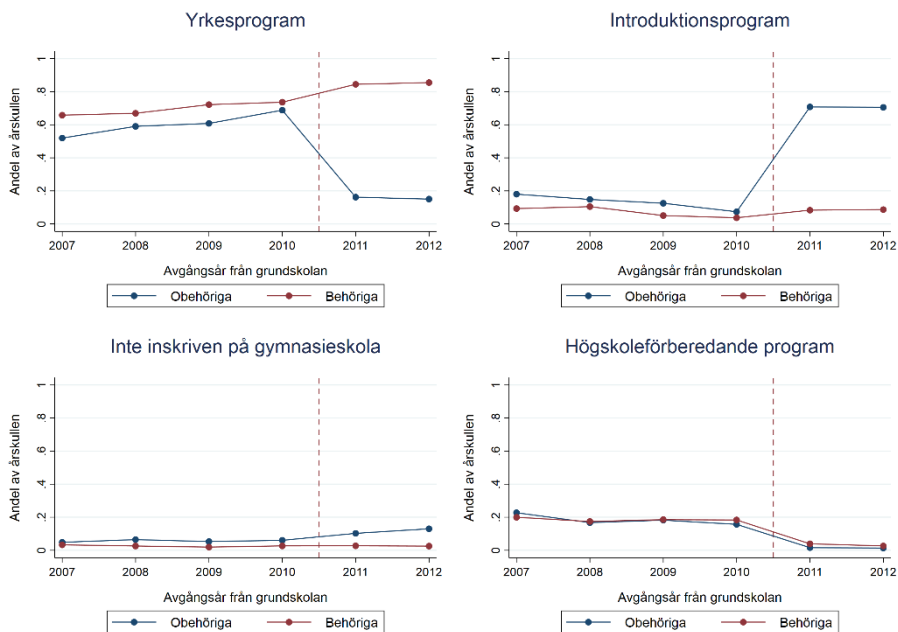 Yrkesprogram
Andel av årskullen
1
.8
.6
.4
.2
0
2007 2008 2009 2010 2011 2012
Avgångsår från grundskolan
Obehöriga Behöriga
Introduktionsprogram
Andel av årskullen
1
.8
.6
.4
.2
0
2007 2008 2009 2010 2011 2012
Avgångsår från grundskolan
Obehöriga Behöriga
Inte inskriven på gymnasieskola
Andel av årskullen
1
.8
.6
.4
.2
0
2007 2008 2009 2010 2011 2012
Avgångsår från grundskolan
Obehöriga Behöriga
Högskoleförberedande program
Andel av årskullen
1
.8
.6
.4
.2
0
2007 2008 2009 2010 2011 2012
Avgångsår från grundskolan
Obehöriga Behöriga